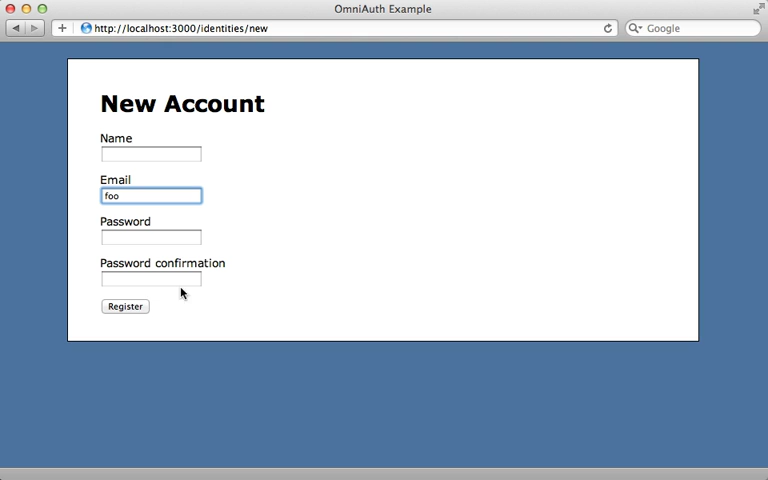 OmniAuth Example
http://localhost:3000/identities/new
Google
New Account
Name
Email
foo
Password
Password confirmation
Register